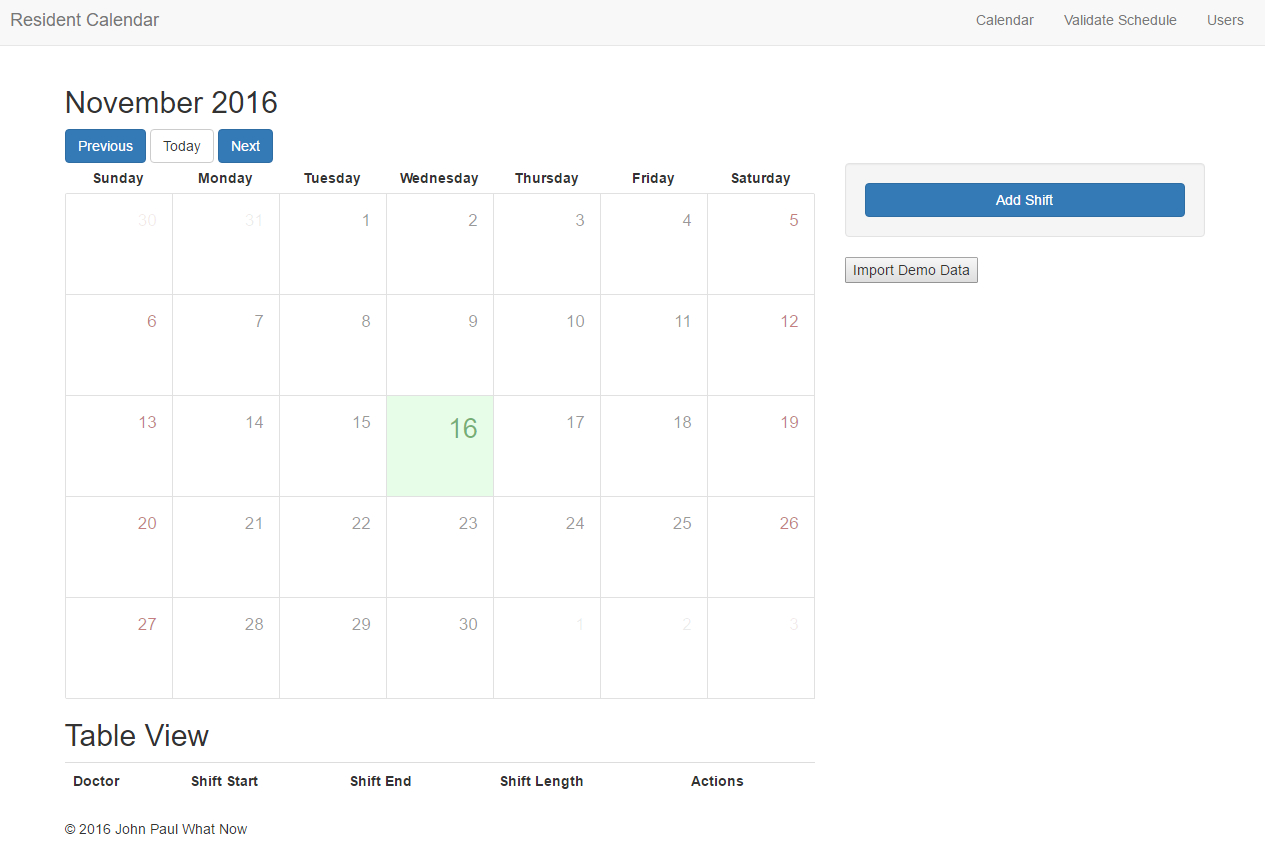 Resident Calendar Calendar Validate Schedule Users
November 2016
Previous Today Next
Sunday Monday Tuesday Wednesday Thursday Friday Saturday
Add Shift
30 31 1 2 3 4 5
Import Demo Data
6 7 8 9 10 11 12
13 14 15 16 17 18 19
20 21 22 23 24 25 26
27 28 29 30 1 2 3
Table View
Doctor Shift Start Shift End Shift Length Actions
© 2016 John Paul What Now